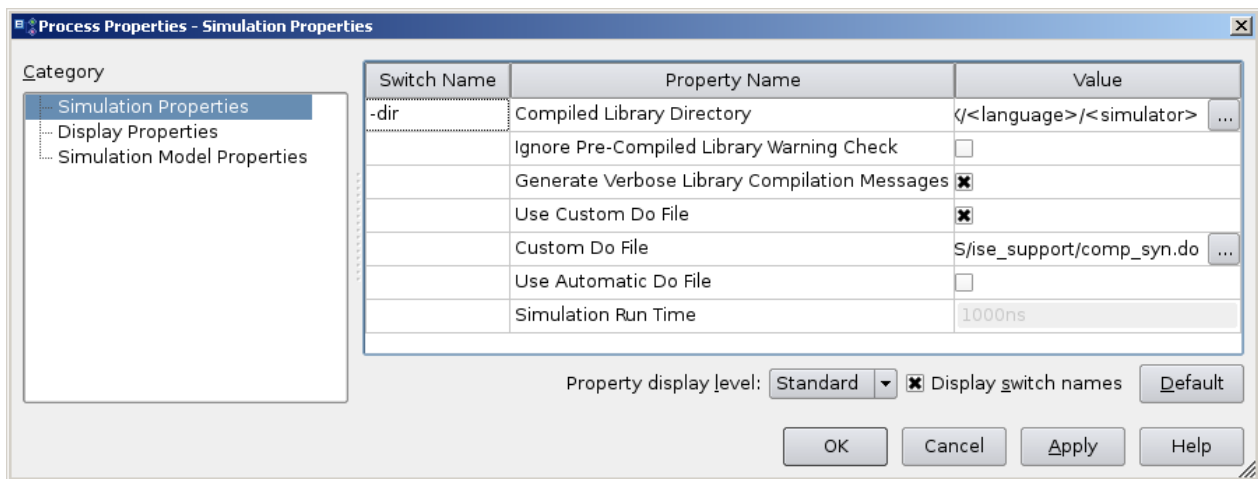 Process Properties - Simulation Properties
Category
Simulation Properties
Display Properties
Simulation Model Properties
Switch Name Property Name Value
-dir Compiled Library Directory </<language>/<simulator> ...
Ignore Pre-Compiled Library Warning Check
Generate Verbose Library Compilation Messages
Use Custom Do File
Custom Do File S/ise_support/comp_syn.do ...
Use Automatic Do File
Simulation Run Time 1000ns
Property display level: Standard Display switch names Default
OK Cancel Apply Help